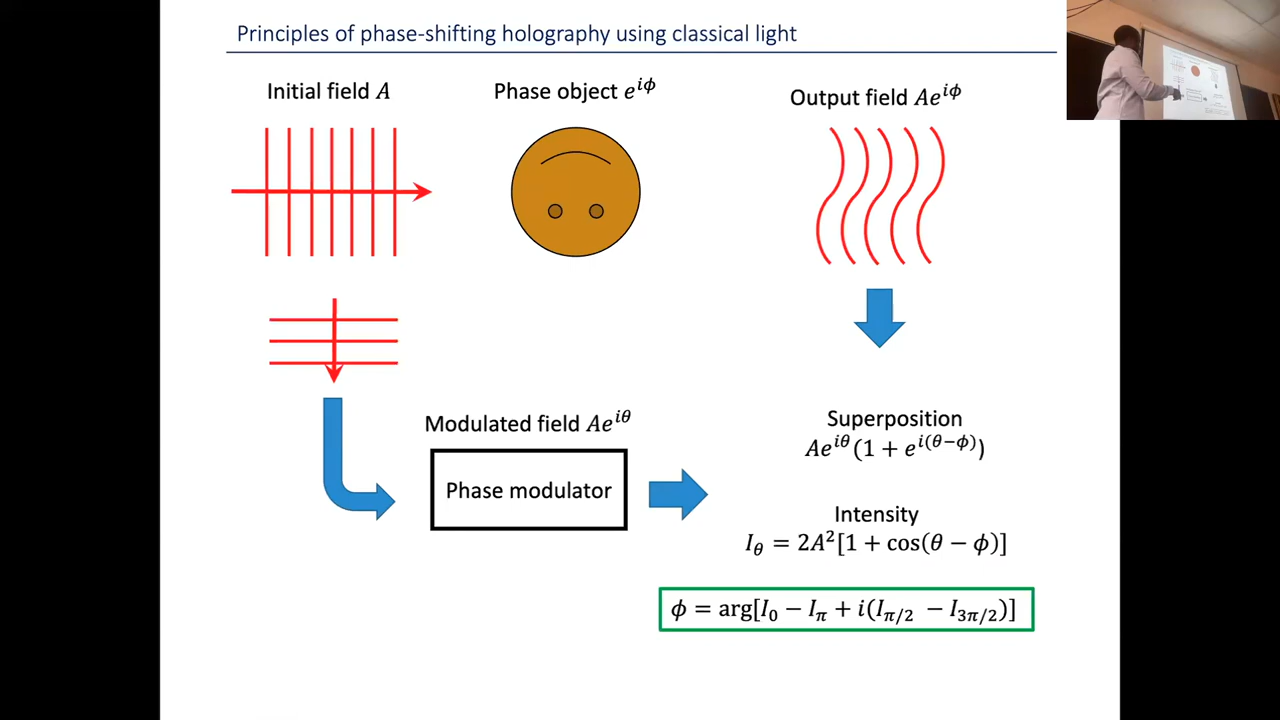 Principles of phase-shifting holography using classical light
Initial field A
Phase object e^{iϕ}
Output field Ae^{iϕ}
Modulated field Ae^{iθ}
Phase modulator
Superposition
Ae^{iθ}(1 + e^{i(θ−ϕ)})
Intensity
I_θ = 2A²[1 + cos(θ − ϕ)]
ϕ = arg[I_0 − I_π + i(I_{π/2} − I_{3π/2})]